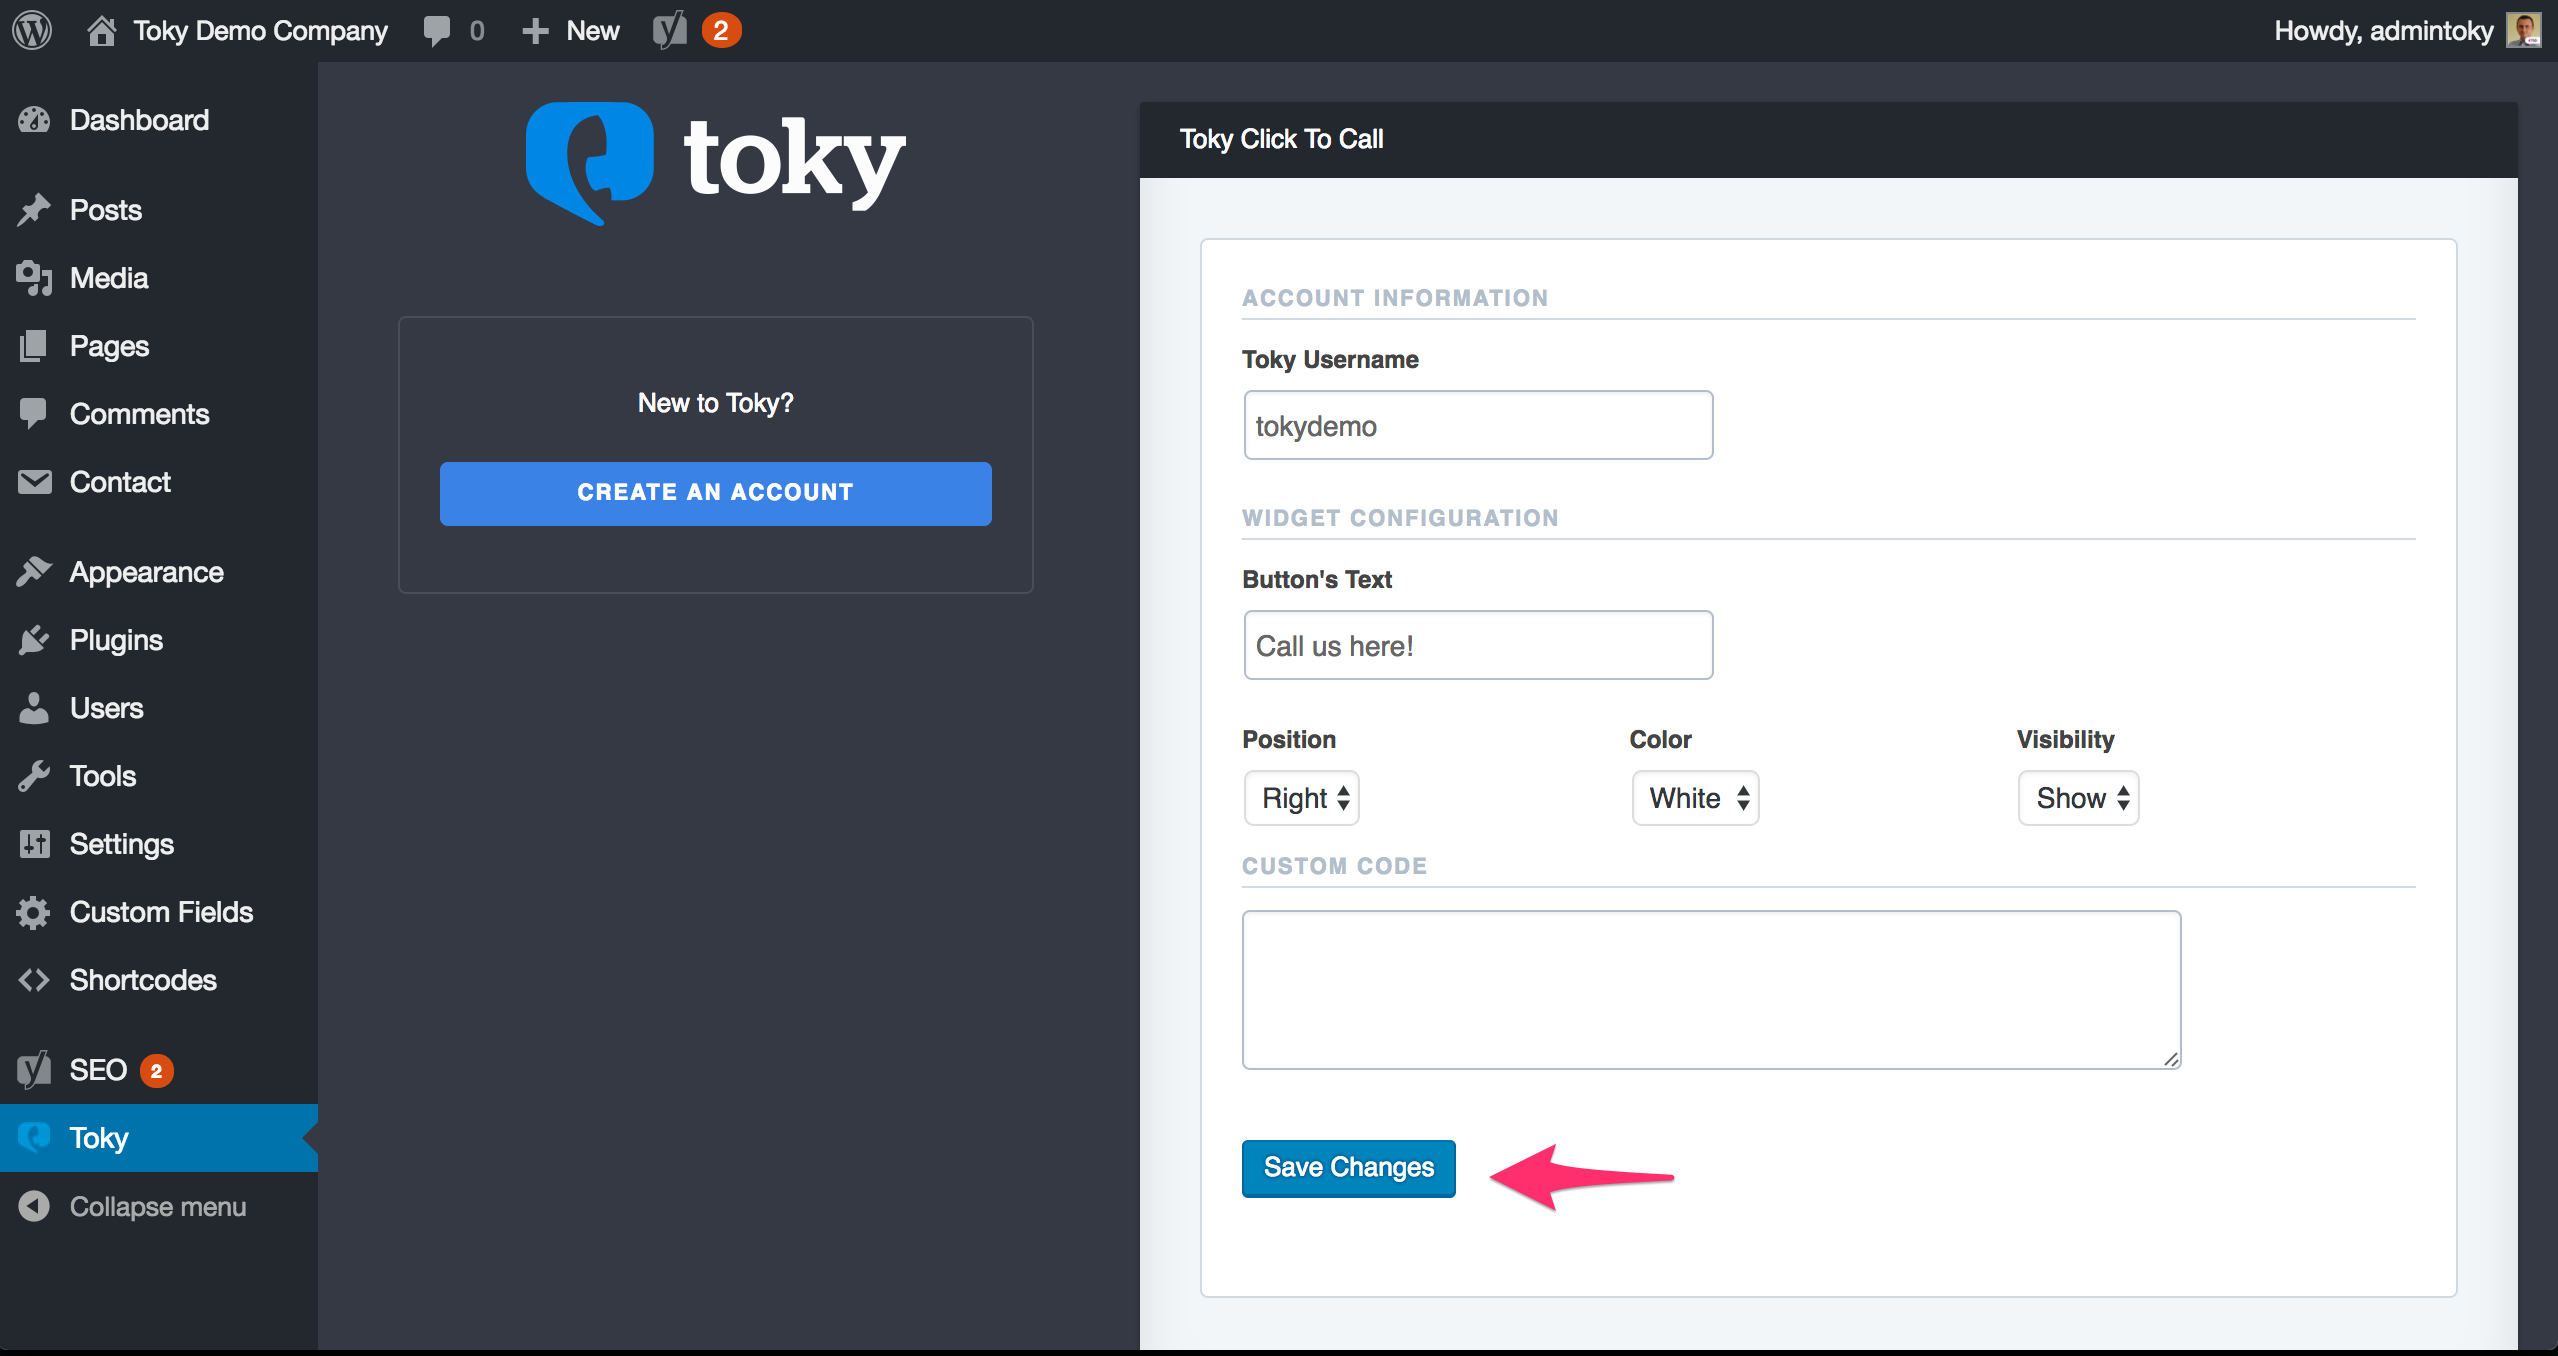 Toky Demo Company 0 New 2 Howdy, admintoky
Dashboard
Posts
Media
Pages
Comments
Contact
Appearance
Plugins
Users
Tools
Settings
Custom Fields
Shortcodes
SEO 2
Toky
Collapse menu
toky
New to Toky?
CREATE AN ACCOUNT
Toky Click To Call
ACCOUNT INFORMATION
Toky Username
tokydemo
WIDGET CONFIGURATION
Button's Text
Call us here!
Position Color Visibility
Right White Show
CUSTOM CODE
Save Changes